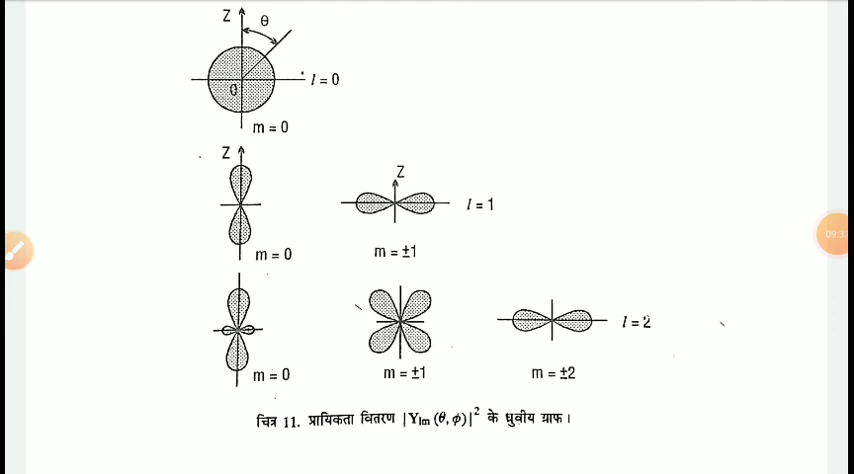 Z θ
0 l = 0
m = 0
Z
Z
l = 1
m = 0 m = ±1
l = 2
m = 0 m = ±1 m = ±2
चित्र 11. प्रायिकता वितरण |Ylm (θ, ϕ)|² के ध्रुवीय ग्राफ।